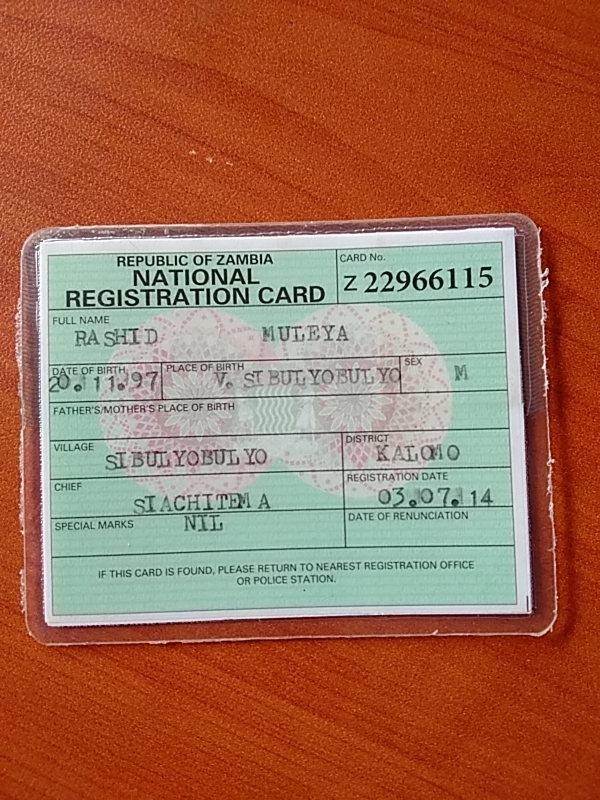 REPUBLIC OF ZAMBIA
NATIONAL
REGISTRATION CARD
CARD No.
Z 22966115
FULL NAME
RASHID MULEYA
DATE OF BIRTH
20.11.97
PLACE OF BIRTH
V. SIBULYOBULYO
SEX
M
FATHER'S/MOTHER'S PLACE OF BIRTH
VILLAGE
SIBULYOBULYO
DISTRICT
KALOMO
CHIEF
SIACHITEMA
REGISTRATION DATE
03.07.14
SPECIAL MARKS
NIL
DATE OF RENUNCIATION
IF THIS CARD IS FOUND, PLEASE RETURN TO NEAREST REGISTRATION OFFICE
OR POLICE STATION.